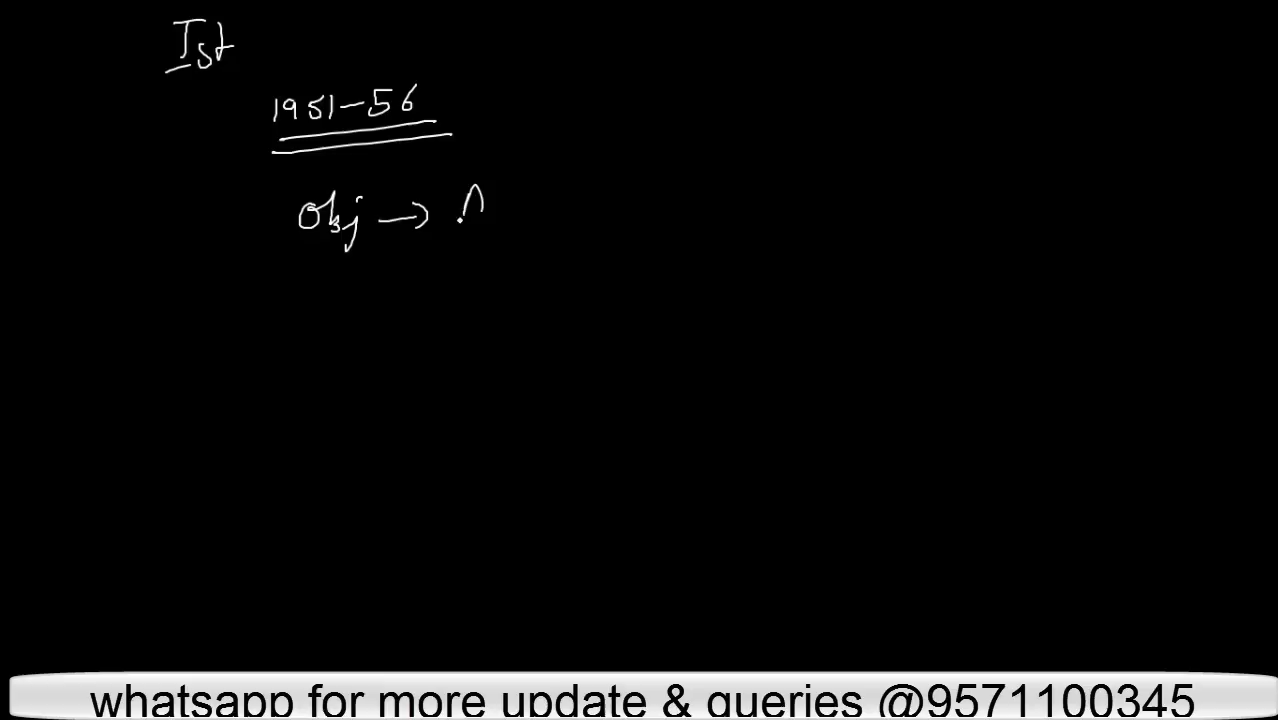 Ist
1951-56
Obj →
whatsapp for more update & queries @9571100345